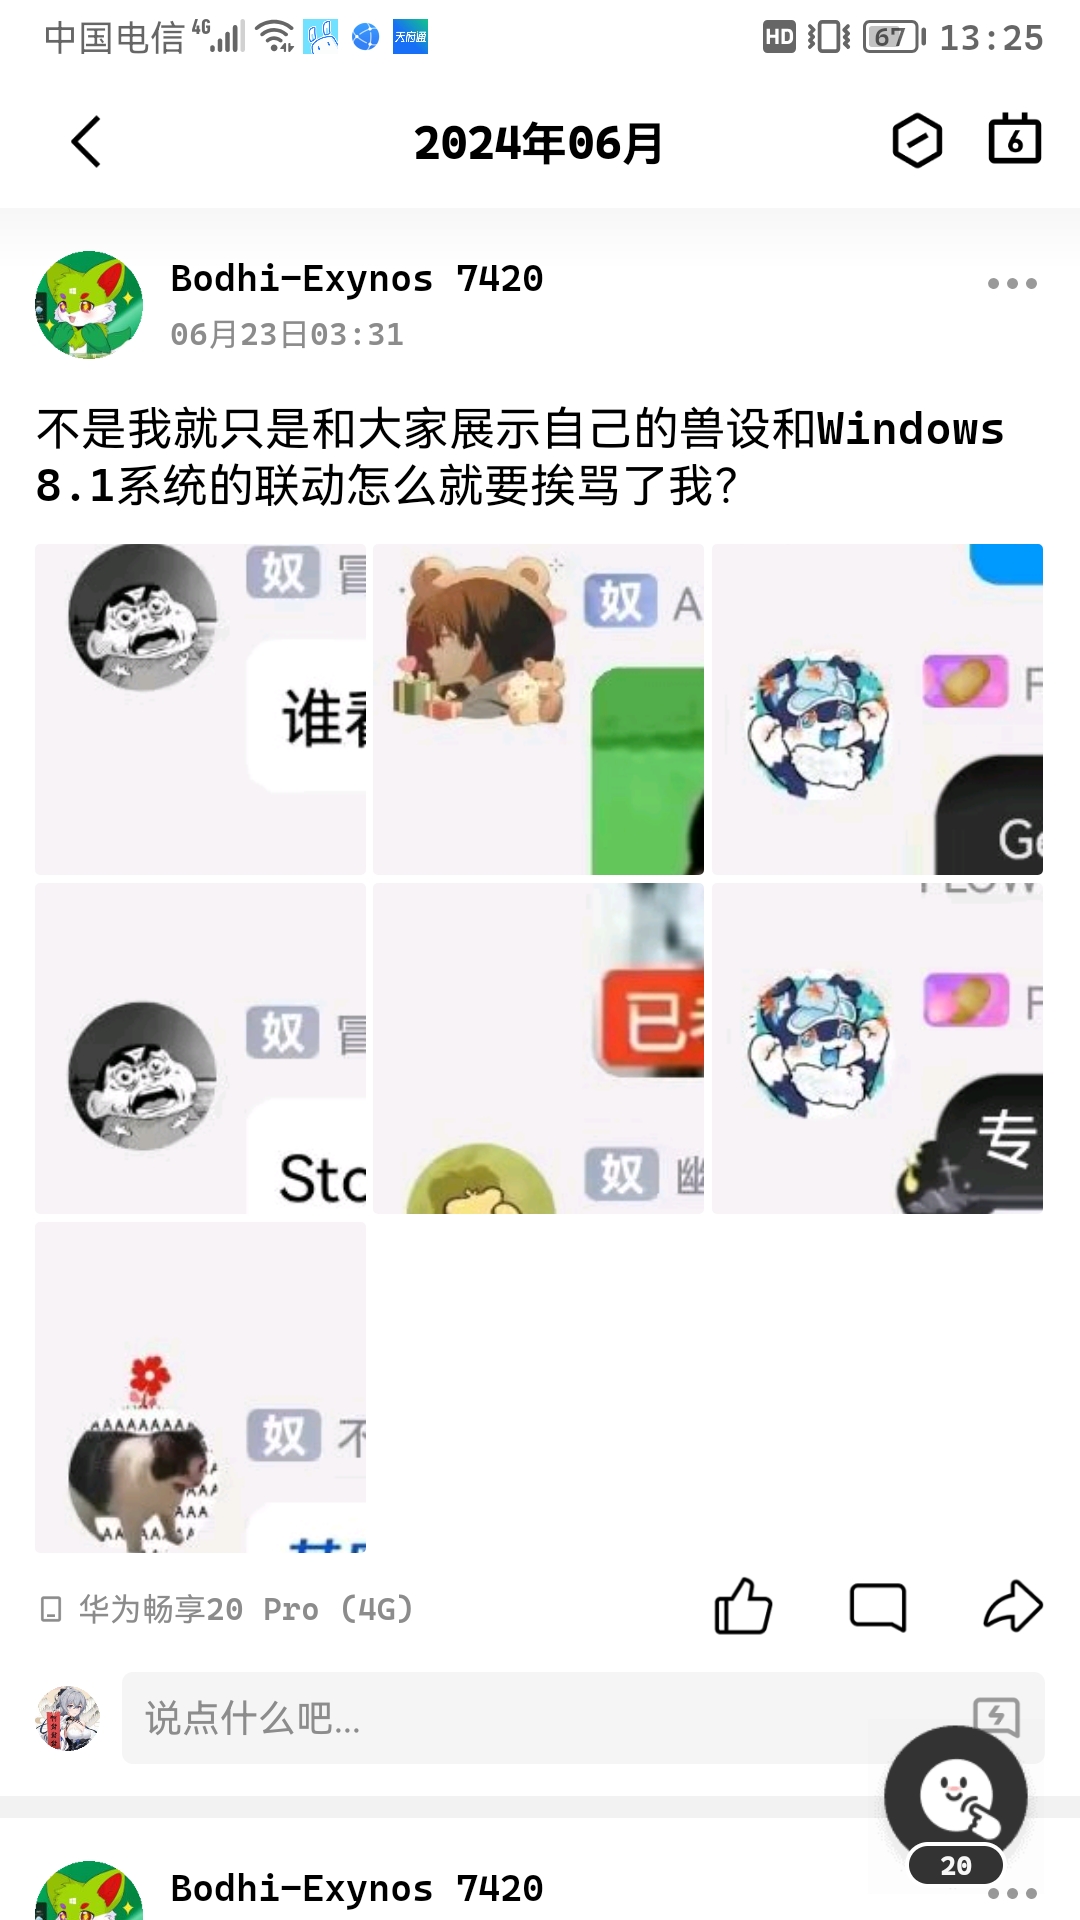 中国电信 4G 天府通 HD 67 13:25
2024年06月
6
Bodhi-Exynos 7420
06月23日03:31
不是我就只是和大家展示自己的兽设和Windows
8.1系统的联动怎么就要挨骂了我？
奴 冒
谁看
奴 A
F
Ge
奴 冒
Sto
已
奴 幽
FLOW
F
专
奴 不
华为畅享20 Pro (4G)
说点什么吧...
20
Bodhi-Exynos 7420